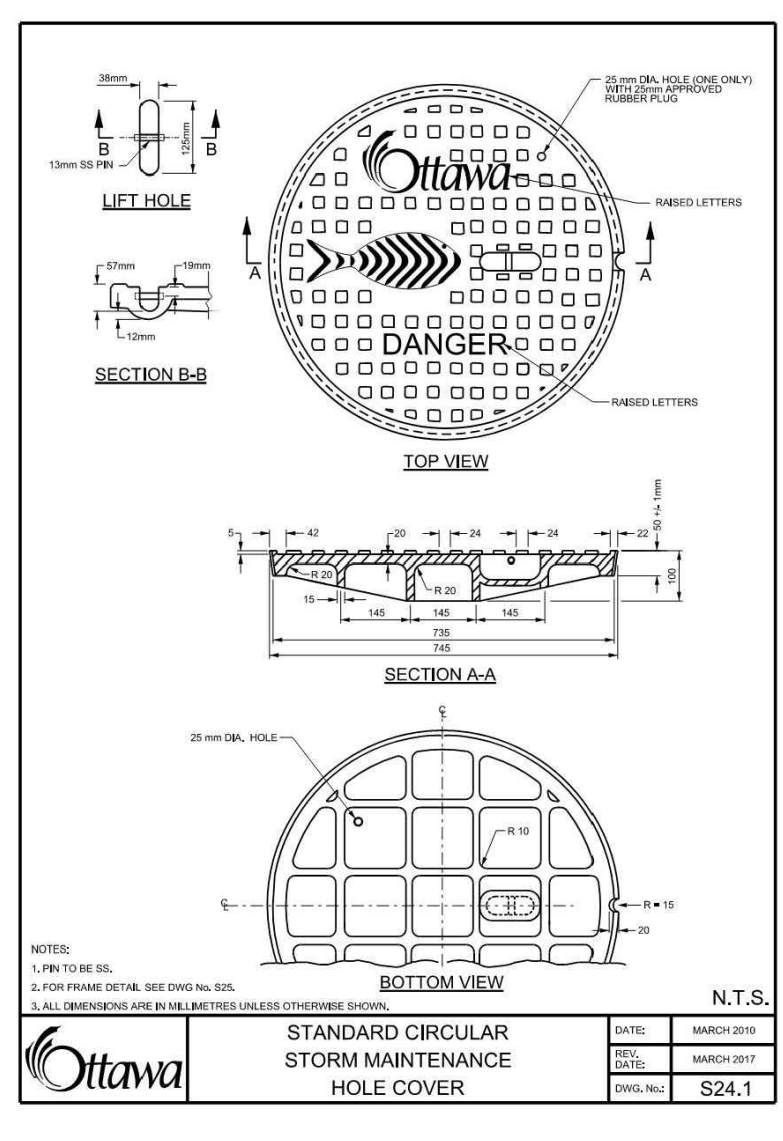 38mm
125mm
B
B
13mm SS PIN
LIFT HOLE
57mm
19mm
12mm
SECTION B-B
25 mm DIA. HOLE (ONE ONLY)
WITH 25mm APPROVED
RUBBER PLUG
Ottawa
RAISED LETTERS
A
A
DANGER
RAISED LETTERS
TOP VIEW
5
42
20
24
24
22
50 +/- 1mm
R 20
R 20
100
15
145
145
145
735
745
SECTION A-A
25 mm DIA. HOLE
R 10
R = 15
20
BOTTOM VIEW
NOTES:
1. PIN TO BE SS.
2. FOR FRAME DETAIL SEE DWG No. S25.
3. ALL DIMENSIONS ARE IN MILLIMETRES UNLESS OTHERWISE SHOWN.
N.T.S.
Ottawa
STANDARD CIRCULAR
STORM MAINTENANCE
HOLE COVER
DATE: MARCH 2010
REV. DATE: MARCH 2017
DWG. No.: S24.1